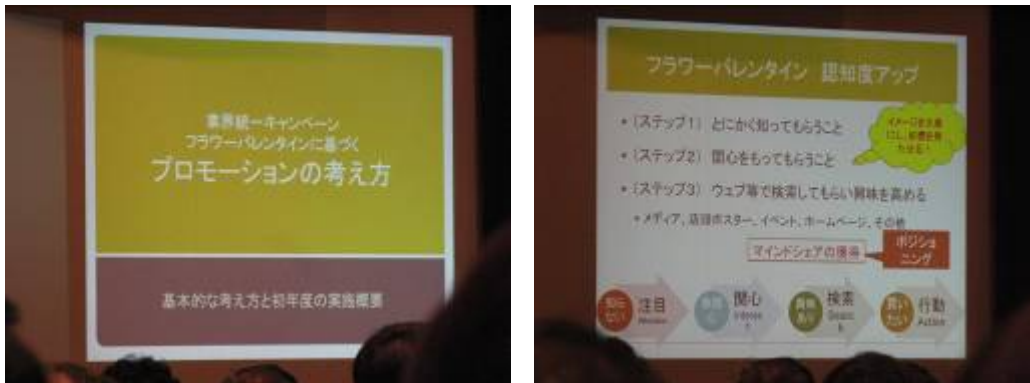 業界統一キャンペーン
フラワーバレンタインに基づく
プロモーションの考え方
基本的な考え方と初年度の実施概要
フラワーバレンタイン 認知度アップ
• (ステップ1) とにかく知ってもらうこと
• (ステップ2) 関心をもってもらうこと
• (ステップ3) ウェブ等で検索してもらい興味を高める
• メディア、店頭ポスター、イベント、ホームページ、その他
マインドシェアの獲得
ポジショ
ニング
知ら
ない
注目
関心
検索
買い
たい
行動
Action